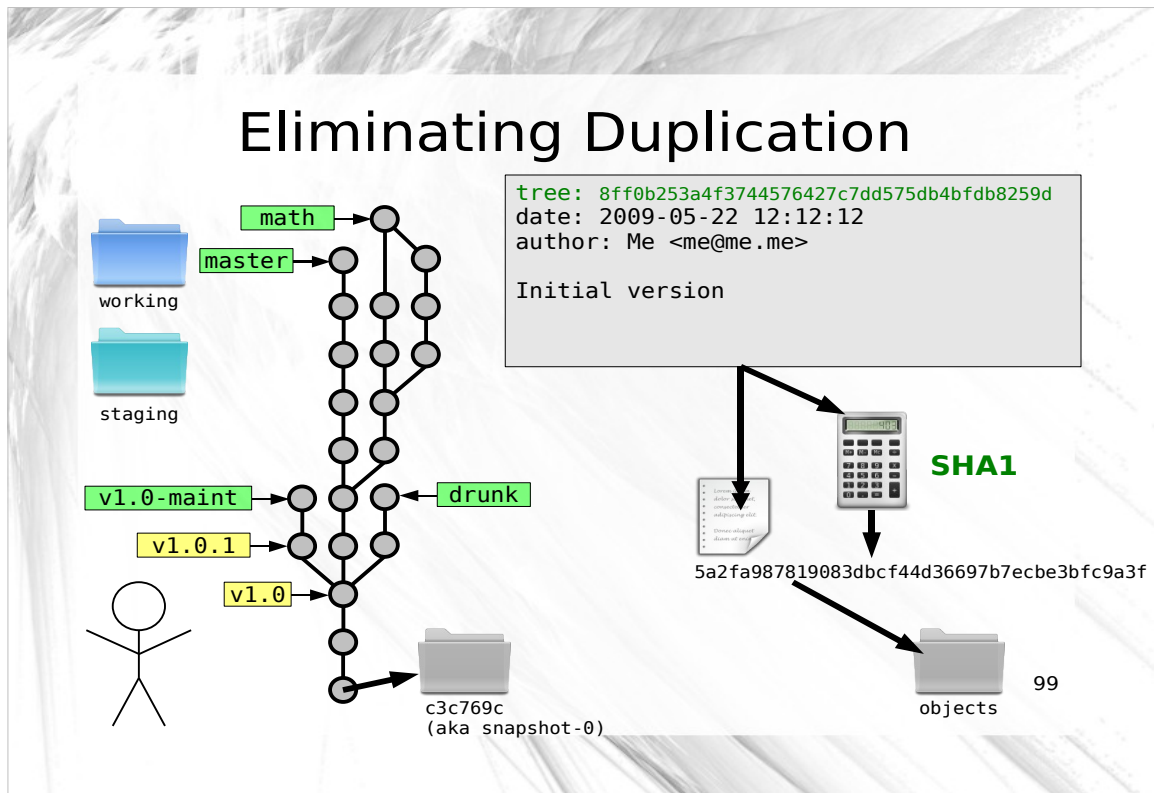 Eliminating Duplication
tree: 8ff0b253a4f3744576427c7dd575db4bfdb8259d
date: 2009-05-22 12:12:12
author: Me <me@me.me>
Initial version
math
master
working
staging
v1.0-maint
drunk
v1.0.1
v1.0
SHA1
5a2fa987819083dbcf44d36697b7ecbe3bfc9a3f
c3c769c
(aka snapshot-0)
objects
99